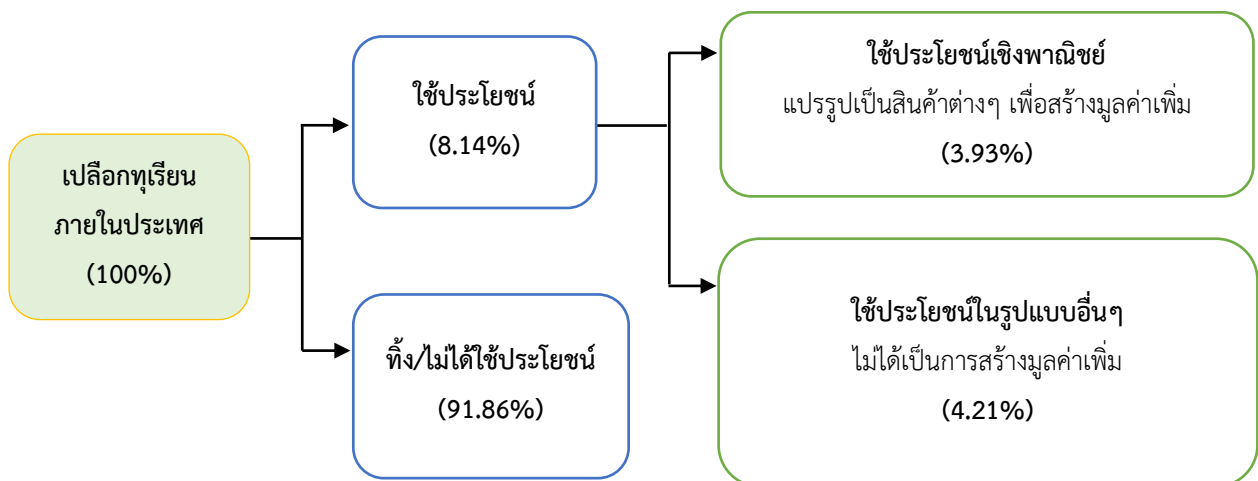 เปลือกทุเรียน
ภายในประเทศ
(100%)
ใช้ประโยชน์
(8.14%)
ทิ้ง/ไม่ได้ใช้ประโยชน์
(91.86%)
ใช้ประโยชน์เชิงพาณิชย์
แปรรูปเป็นสินค้าต่างๆ เพื่อสร้างมูลค่าเพิ่ม
(3.93%)
ใช้ประโยชน์ในรูปแบบอื่นๆ
ไม่ได้เป็นการสร้างมูลค่าเพิ่ม
(4.21%)